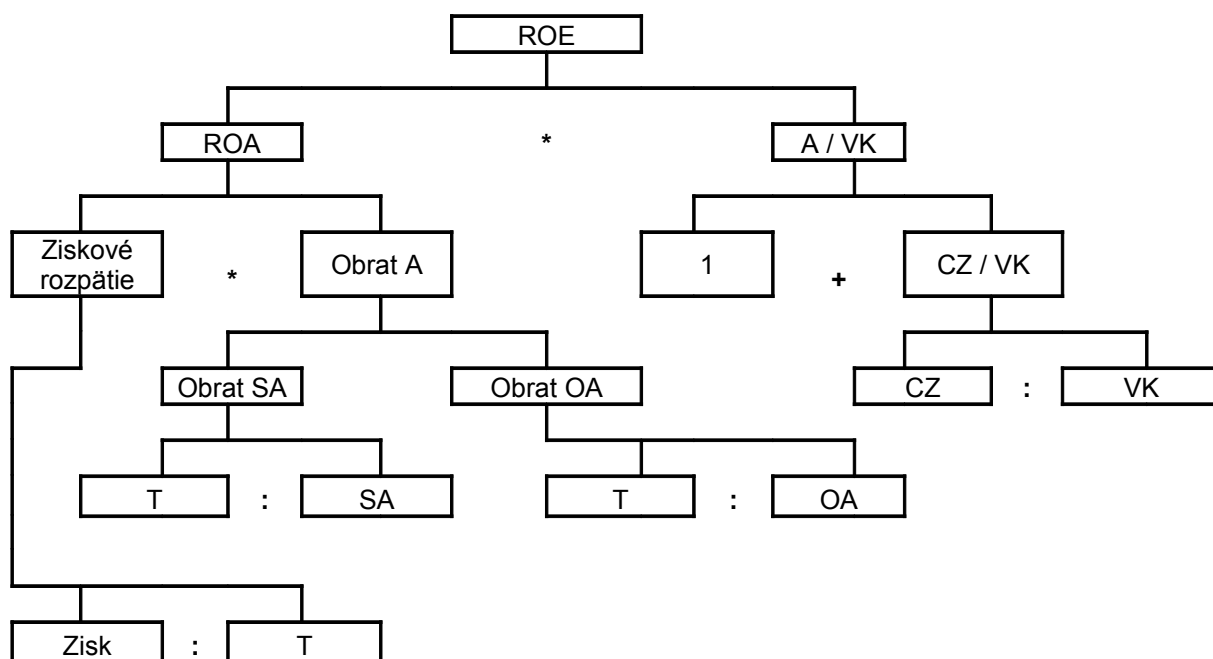 ROE
ROA * A / VK
Ziskové
rozpätie * Obrat A 1 + CZ / VK
Obrat SA Obrat OA CZ : VK
T : SA T : OA
Zisk : T